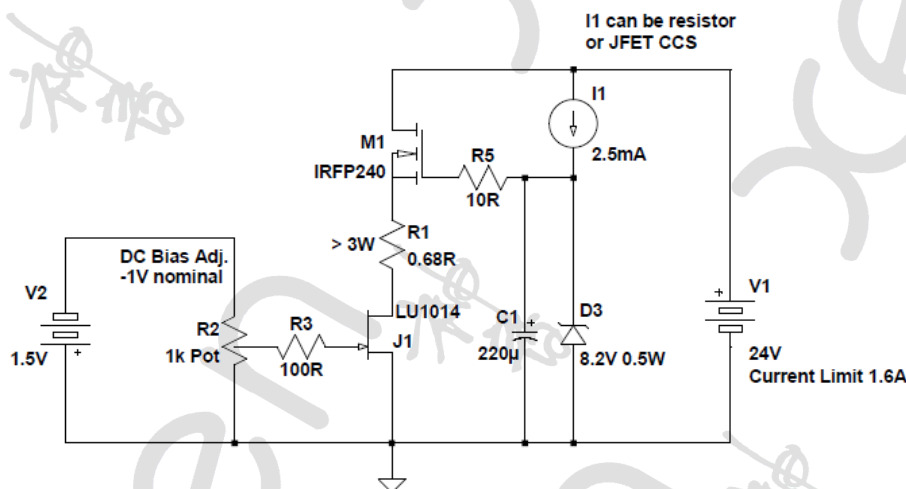 I1 can be resistor
or JFET CCS
I1
2.5mA
M1
IRFP240
R5
10R
R1
> 3W
0.68R
DC Bias Adj.
-1V nominal
V2
1.5V
+
R2
1k Pot
R3
100R
LU1014
J1
C1
+
220µ
D3
8.2V 0.5W
V1
+
24V
Current Limit 1.6A